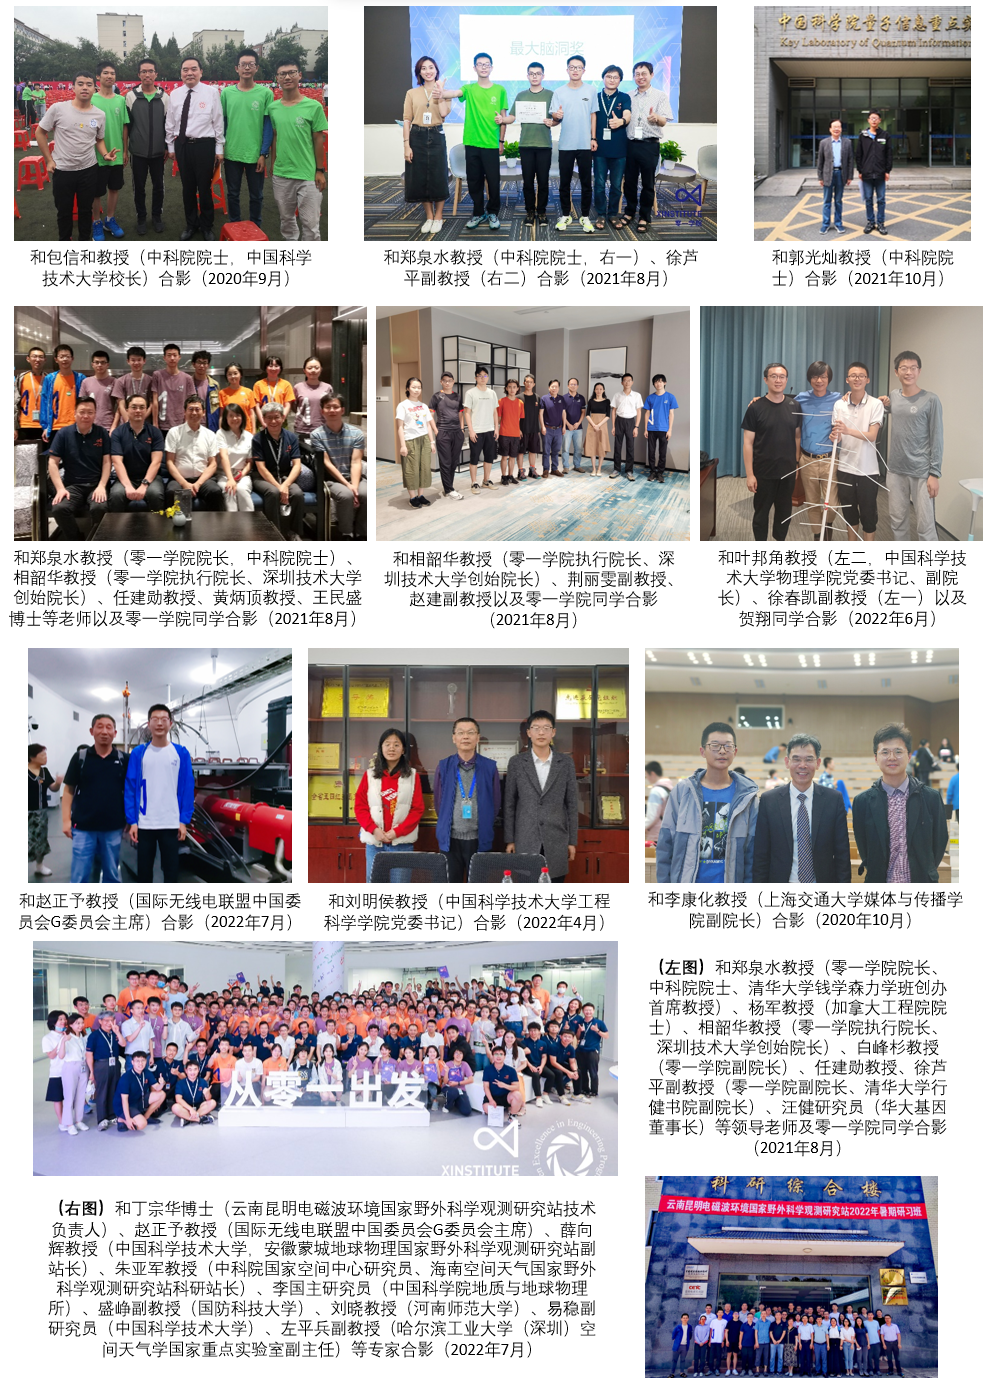 最大脑洞奖
XINSTITUTE
中国科学院量子信息重点实
Key Laboratory of Quantum Information
和包信和教授（中科院院士，中国科学
技术大学校长）合影（2020年9月）
和郑泉水教授（中科院院士，右一）、徐芦
平副教授（右二）合影（2021年8月）
和郭光灿教授（中科院院
士）合影（2021年10月）
和郑泉水教授（零一学院院长，中科院院士）、
相韶华教授（零一学院执行院长、深圳技术大学
创始院长）、任建勋教授、黄炳顶教授、王民盛
博士等老师以及零一学院同学合影（2021年8月）
和相韶华教授（零一学院执行院长、深
圳技术大学创始院长）、荆丽雯副教授、
赵建副教授以及零一学院同学合影
（2021年8月）
和叶邦角教授（左二，中国科学技
术大学物理学院党委书记、副院
长）、徐春凯副教授（左一）以及
贺翔同学合影（2022年6月）
和赵正予教授（国际无线电联盟中国委
员会G委员会主席）合影（2022年7月）
和刘明侯教授（中国科学技术大学工程
科学学院党委书记）合影（2022年4月）
和李康化教授（上海交通大学媒体与传播学
院副院长）合影（2020年10月）
从零一出发
XINSTITUTE
Excellence in Engineering
（左图）和郑泉水教授（零一学院院长、
中科院院士、清华大学钱学森力学班创办
首席教授）、杨军教授（加拿大工程院院
士）、相韶华教授（零一学院执行院长、
深圳技术大学创始院长）、白峰杉教授
（零一学院副院长）、任建勋教授、徐芦
平副教授（零一学院副院长、清华大学行
健书院副院长）、汪健研究员（华大基因
董事长）等领导老师及零一学院同学合影
（2021年8月）
（右图）和丁宗华博士（云南昆明电磁波环境国家野外科学观测研究站技术
负责人）、赵正予教授（国际无线电联盟中国委员会G委员会主席）、薛向
辉教授（中国科学技术大学，安徽蒙城地球物理国家野外科学观测研究站副
站长）、朱亚军教授（中科院国家空间中心研究员、海南空间天气国家野外
科学观测研究站科研站长）、李国主研究员（中国科学院地质与地球物理
所）、盛峥副教授（国防科技大学）、刘晓教授（河南师范大学）、易稳副
研究员（中国科学技术大学）、左平兵副教授（哈尔滨工业大学（深圳）空
间天气学国家重点实验室副主任）等专家合影（2022年7月）
科研综合楼
云南昆明电磁波环境国家野外科学观测研究站2022年暑期研习班